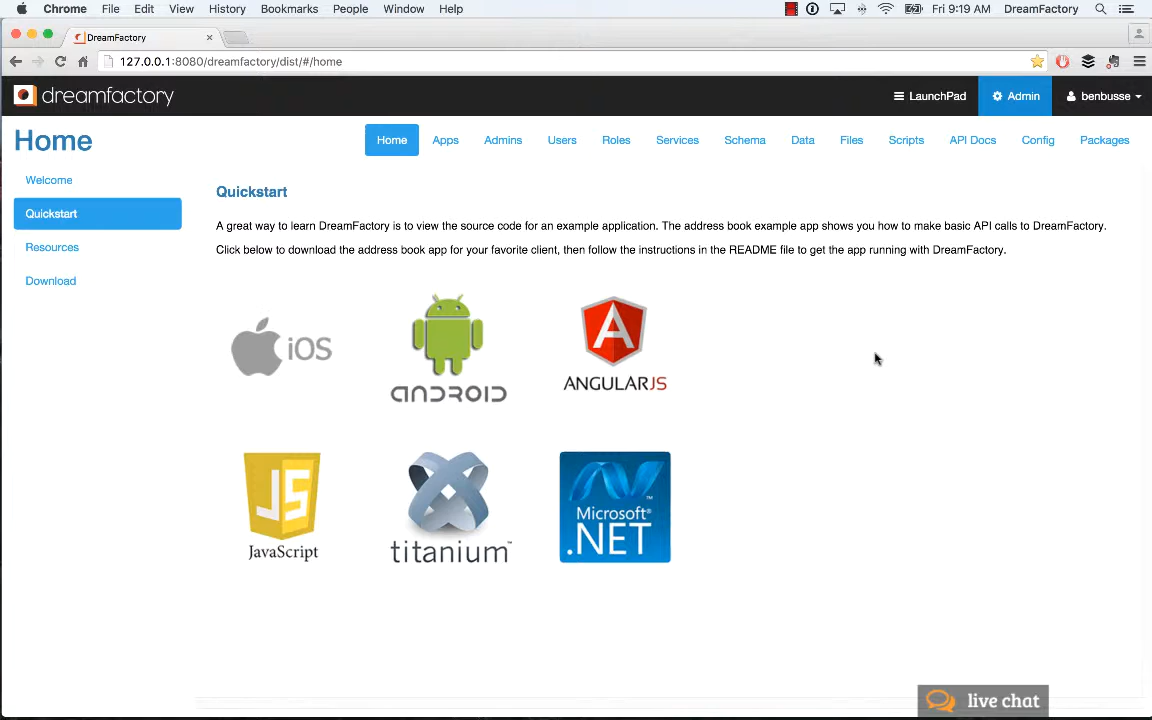 Chrome File Edit View History Bookmarks People Window Help Fri 9:19 AM DreamFactory
DreamFactory
127.0.0.1:8080/dreamfactory/dist/#/home
dreamfactory LaunchPad Admin benbusse
Home Home Apps Admins Users Roles Services Schema Data Files Scripts API Docs Config Packages
Welcome
Quickstart
Resources
Download
Quickstart
A great way to learn DreamFactory is to view the source code for an example application. The address book example app shows you how to make basic API calls to DreamFactory.
Click below to download the address book app for your favorite client, then follow the instructions in the README file to get the app running with DreamFactory.
iOS
ANDROID
A
ANGULARJS
JS
JavaScript
titanium™
Microsoft®
.NET™
live chat